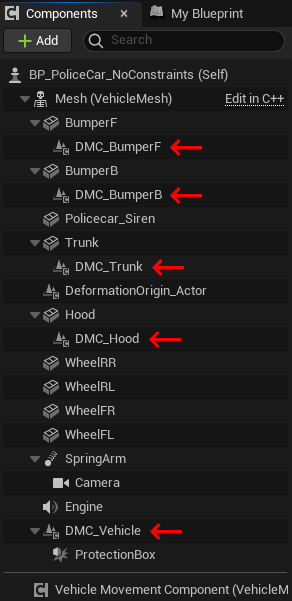 Components
My Blueprint
Add
Search
BP_PoliceCar_NoConstraints (Self)
Mesh (VehicleMesh) Edit in C++
BumperF
DMC_BumperF
BumperB
DMC_BumperB
Policecar_Siren
Trunk
DMC_Trunk
DeformationOrigin_Actor
Hood
DMC_Hood
WheelRR
WheelRL
WheelFR
WheelFL
SpringArm
Camera
Engine
DMC_Vehicle
ProtectionBox
Vehicle Movement Component (VehicleM